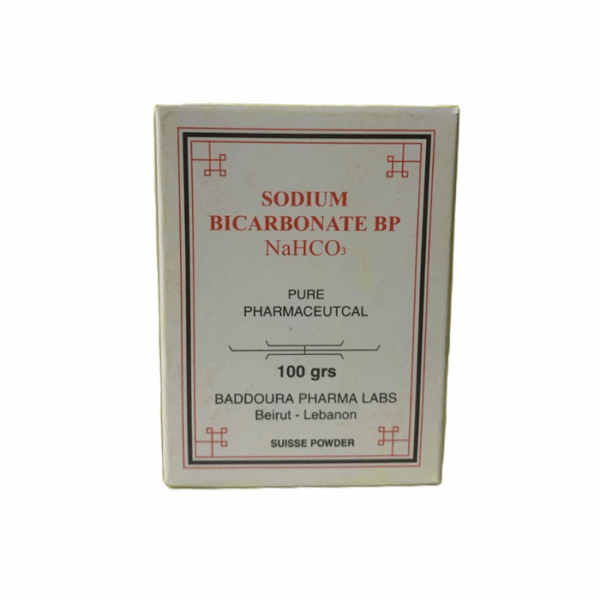 SODIUM
BICARBONATE BP
NaHCO₃
PURE
PHARMACEUTCAL
100 grs
BADDOURA PHARMA LABS
Beirut - Lebanon
SUISSE POWDER